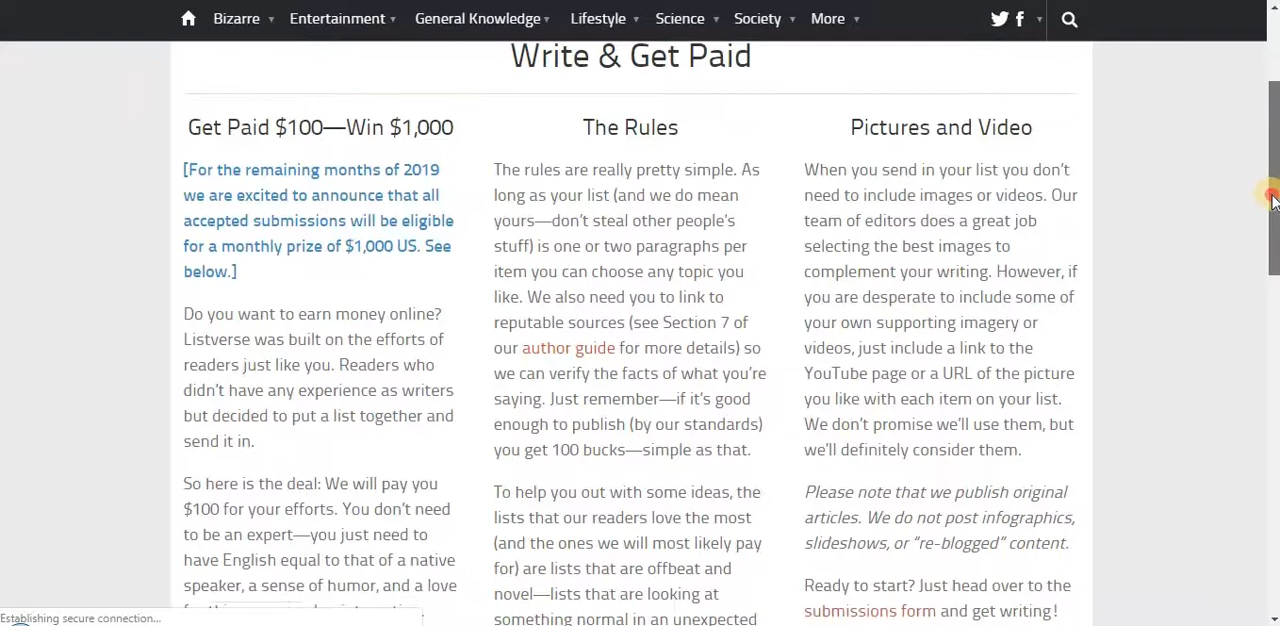 Bizarre Entertainment General Knowledge Lifestyle Science Society More
Write & Get Paid
Get Paid $100—Win $1,000
[For the remaining months of 2019
we are excited to announce that all
accepted submissions will be eligible
for a monthly prize of $1,000 US. See
below.]
Do you want to earn money online?
Listverse was built on the efforts of
readers just like you. Readers who
didn't have any experience as writers
but decided to put a list together and
send it in.
So here is the deal: We will pay you
$100 for your efforts. You don't need
to be an expert—you just need to
have English equal to that of a native
speaker, a sense of humor, and a love
The Rules
The rules are really pretty simple. As
long as your list (and we do mean
yours—don't steal other people's
stuff) is one or two paragraphs per
item you can choose any topic you
like. We also need you to link to
reputable sources (see Section 7 of
our author guide for more details) so
we can verify the facts of what you're
saying. Just remember—if it's good
enough to publish (by our standards)
you get 100 bucks—simple as that.
To help you out with some ideas, the
lists that our readers love the most
(and the ones we will most likely pay
for) are lists that are offbeat and
novel—lists that are looking at
something normal in an unexpected
Pictures and Video
When you send in your list you don't
need to include images or videos. Our
team of editors does a great job
selecting the best images to
complement your writing. However, if
you are desperate to include some of
your own supporting imagery or
videos, just include a link to the
YouTube page or a URL of the picture
you like with each item on your list.
We don't promise we'll use them, but
we'll definitely consider them.
Please note that we publish original
articles. We do not post infographics,
slideshows, or "re-blogged" content.
Ready to start? Just head over to the
submissions form and get writing!
Establishing secure connection...